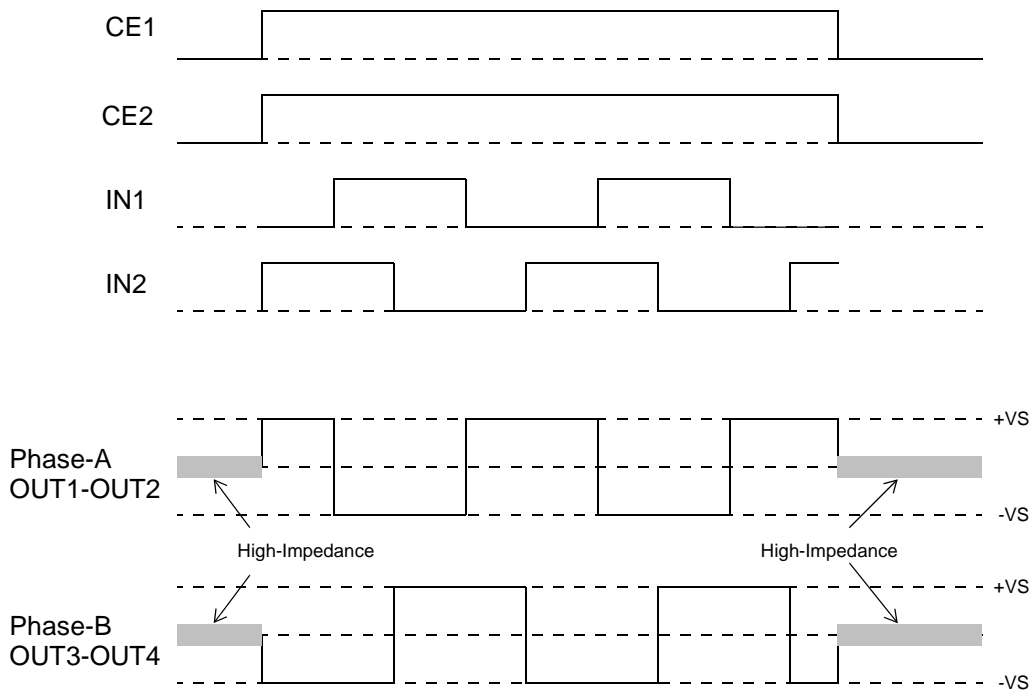 CE1
CE2
IN1
IN2
+VS
Phase-A
OUT1-OUT2
-VS
High-Impedance
High-Impedance
+VS
Phase-B
OUT3-OUT4
-VS